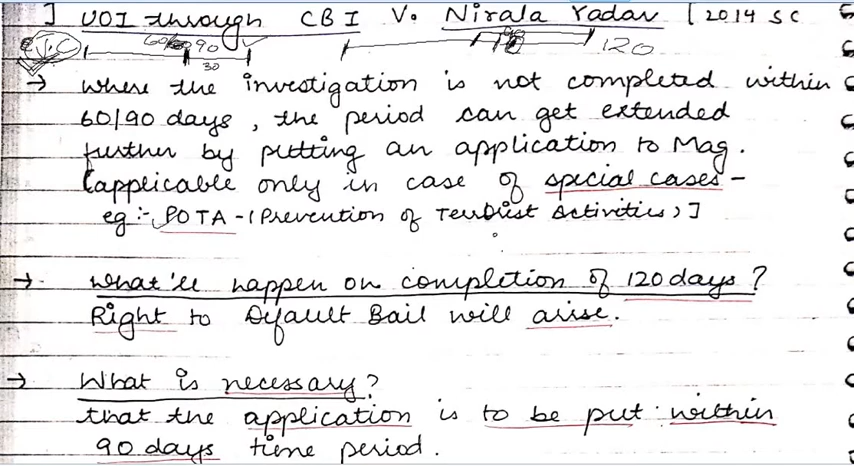 ] UOI through CBI V. Nirala Yadav [2014 SC
60/90
30
120
→ where the investigation is not completed within
60/90 days, the period can get extended
further by putting an application to Mag.
(applicable only in case of special cases -
eg:- POTA - (Prevention of Terrorist Activities)]
→ What'll happen on completion of 120 days?
Right to Default Bail will arise.
→ What is necessary?
that the application is to be put within
90 days time period.